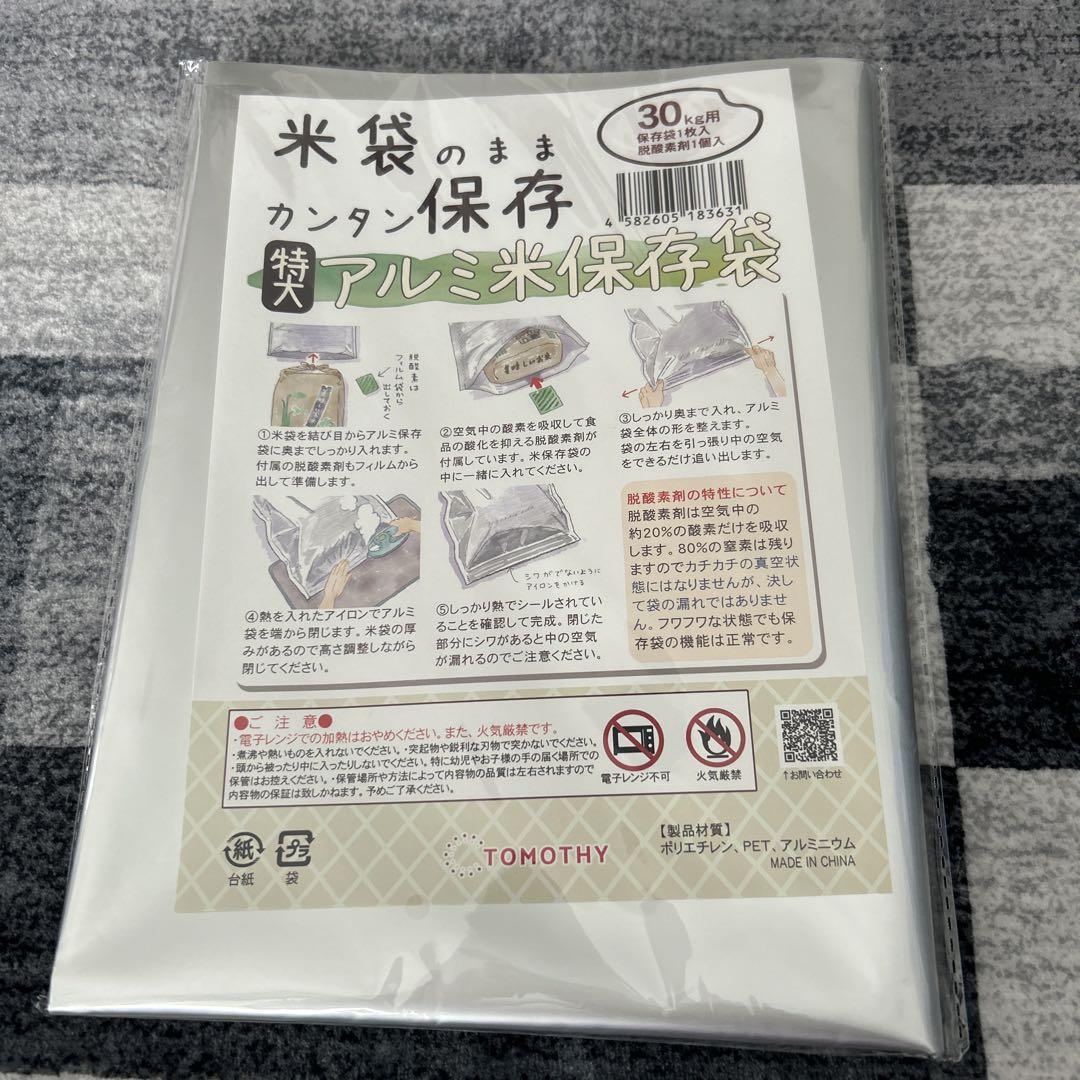 米袋のまま
カンタン保存
30kg用
保存袋1枚入
脱酸素剤1個入
4 582605 183631
特大
アルミ米保存袋
脱酸素は
フィルム袋から
出しておく
①米袋を結び目からアルミ保存
袋に奥までしっかり入れます。
付属の脱酸素剤もフィルムから
出して準備します。
②空気中の酸素を吸収して食
品の酸化を抑える脱酸素剤が
付属しています。米保存袋の
中に一緒に入れてください。
③しっかり奥まで入れ、アルミ
袋全体の形を整えます。
袋の左右を引っ張り中の空気
をできるだけ追い出します。
④熱を入れたアイロンでアルミ
袋を端から閉じます。米袋の厚
みがあるので高さ調整しながら
閉じてください。
シワがでないように
アイロンをかける
⑤しっかり熱でシールされてい
ることを確認して完成。閉じた
部分にシワがあると中の空気
が漏れるのでご注意ください。
脱酸素剤の特性について
脱酸素剤は空気中の
約20%の酸素だけを吸収
します。80%の窒素は残り
ますのでカチカチの真空状
態にはなりませんが、決し
て袋の漏れではありませ
ん。フワフワな状態でも保
存袋の機能は正常です。
●ご注意●
・電子レンジでの加熱はおやめください。また、火気厳禁です。
・煮沸や熱いものを入れないでください。・突起物や鋭利な刃物で突かないでください。
・頭から被ったり中に入ったりしないでください。特に幼児やお子様の手の届く場所での
保管はお控えください。・保管場所や方法によって内容物の品質は左右されますので
内容物の保証は致しかねます。予めご了承ください。
電子レンジ不可
火気厳禁
↑お問い合わせ
紙
台紙
プラ
袋
TOMOTHY
【製品材質】
ポリエチレン、PET、アルミニウム
MADE IN CHINA